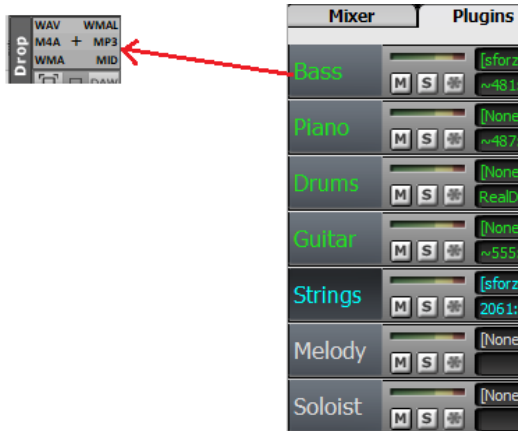 Drop
WAV WMAL
M4A + MP3
WMA MID
DAW
Mixer Plugins
Bass
[sforz
M S ~481
Piano
[None
M S ~487
Drums
[None
M S RealD
Guitar
[None
M S ~555
Strings
[sforz
M S 2061:
Melody
[None
M S
Soloist
[None
M S